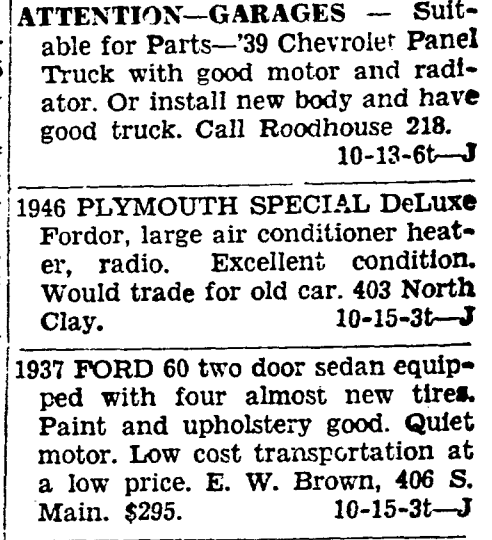 ATTENTION—GARAGES — Suit-
able for Parts—'39 Chevrolet Panel
Truck with good motor and radi-
ator. Or install new body and have
good truck. Call Roodhouse 218.
10-13-6t—J
1946 PLYMOUTH SPECIAL DeLuxe
Fordor, large air conditioner heat-
er, radio. Excellent condition.
Would trade for old car. 403 North
Clay. 10-15-3t—J
1937 FORD 60 two door sedan equip-
ped with four almost new tires.
Paint and upholstery good. Quiet
motor. Low cost transportation at
a low price. E. W. Brown, 406 S.
Main. $295. 10-15-3t—J